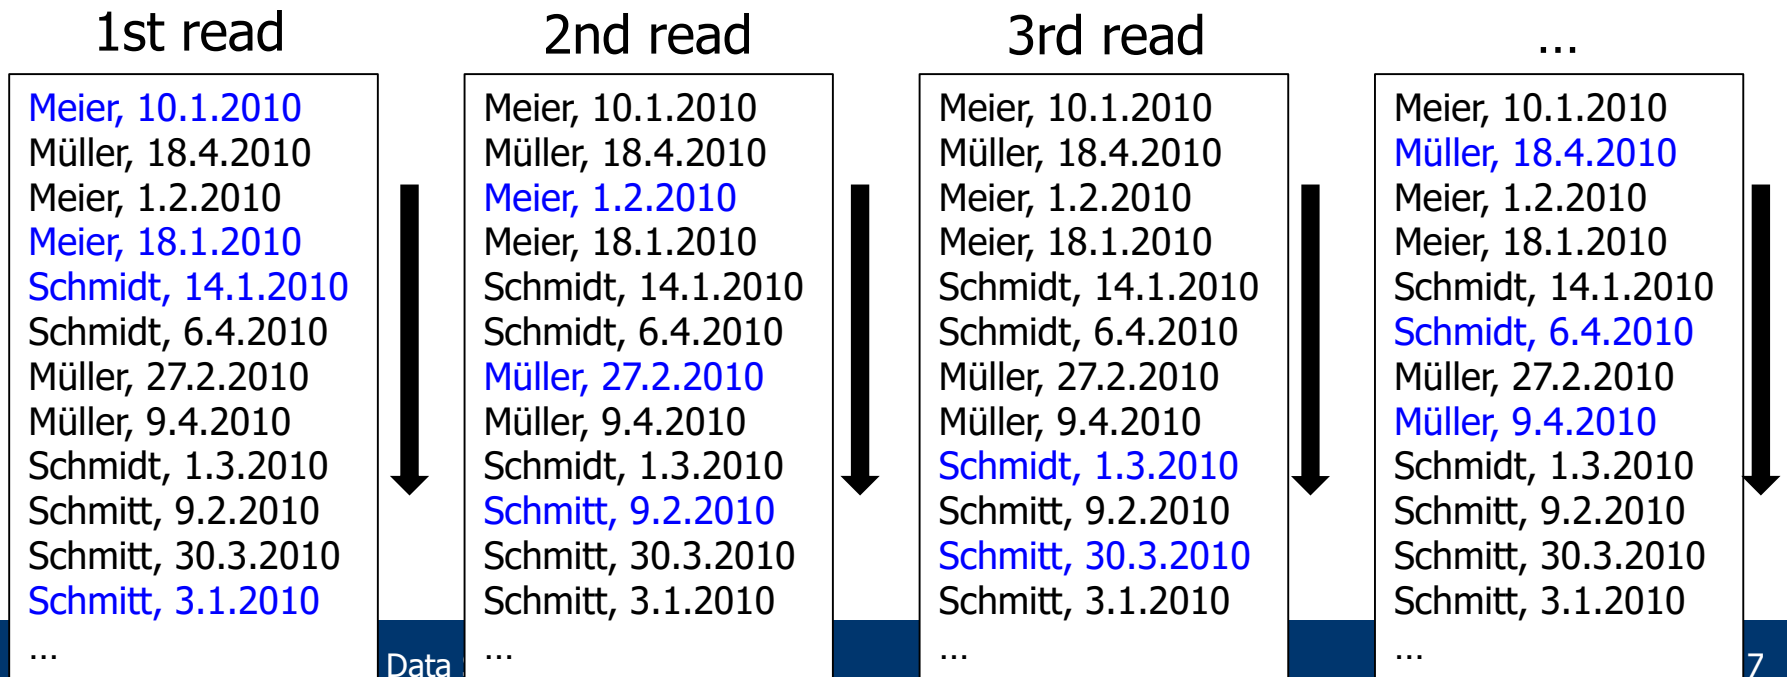 1st read
Meier, 10.1.2010
Müller, 18.4.2010
Meier, 1.2.2010
Meier, 18.1.2010
Schmidt, 14.1.2010
Schmidt, 6.4.2010
Müller, 27.2.2010
Müller, 9.4.2010
Schmidt, 1.3.2010
Schmitt, 9.2.2010
Schmitt, 30.3.2010
Schmitt, 3.1.2010
...
2nd read
Meier, 10.1.2010
Müller, 18.4.2010
Meier, 1.2.2010
Meier, 18.1.2010
Schmidt, 14.1.2010
Schmidt, 6.4.2010
Müller, 27.2.2010
Müller, 9.4.2010
Schmidt, 1.3.2010
Schmitt, 9.2.2010
Schmitt, 30.3.2010
Schmitt, 3.1.2010
...
3rd read
Meier, 10.1.2010
Müller, 18.4.2010
Meier, 1.2.2010
Meier, 18.1.2010
Schmidt, 14.1.2010
Schmidt, 6.4.2010
Müller, 27.2.2010
Müller, 9.4.2010
Schmidt, 1.3.2010
Schmitt, 9.2.2010
Schmitt, 30.3.2010
Schmitt, 3.1.2010
...
...
Meier, 10.1.2010
Müller, 18.4.2010
Meier, 1.2.2010
Meier, 18.1.2010
Schmidt, 14.1.2010
Schmidt, 6.4.2010
Müller, 27.2.2010
Müller, 9.4.2010
Schmidt, 1.3.2010
Schmitt, 9.2.2010
Schmitt, 30.3.2010
Schmitt, 3.1.2010
...
Data
7